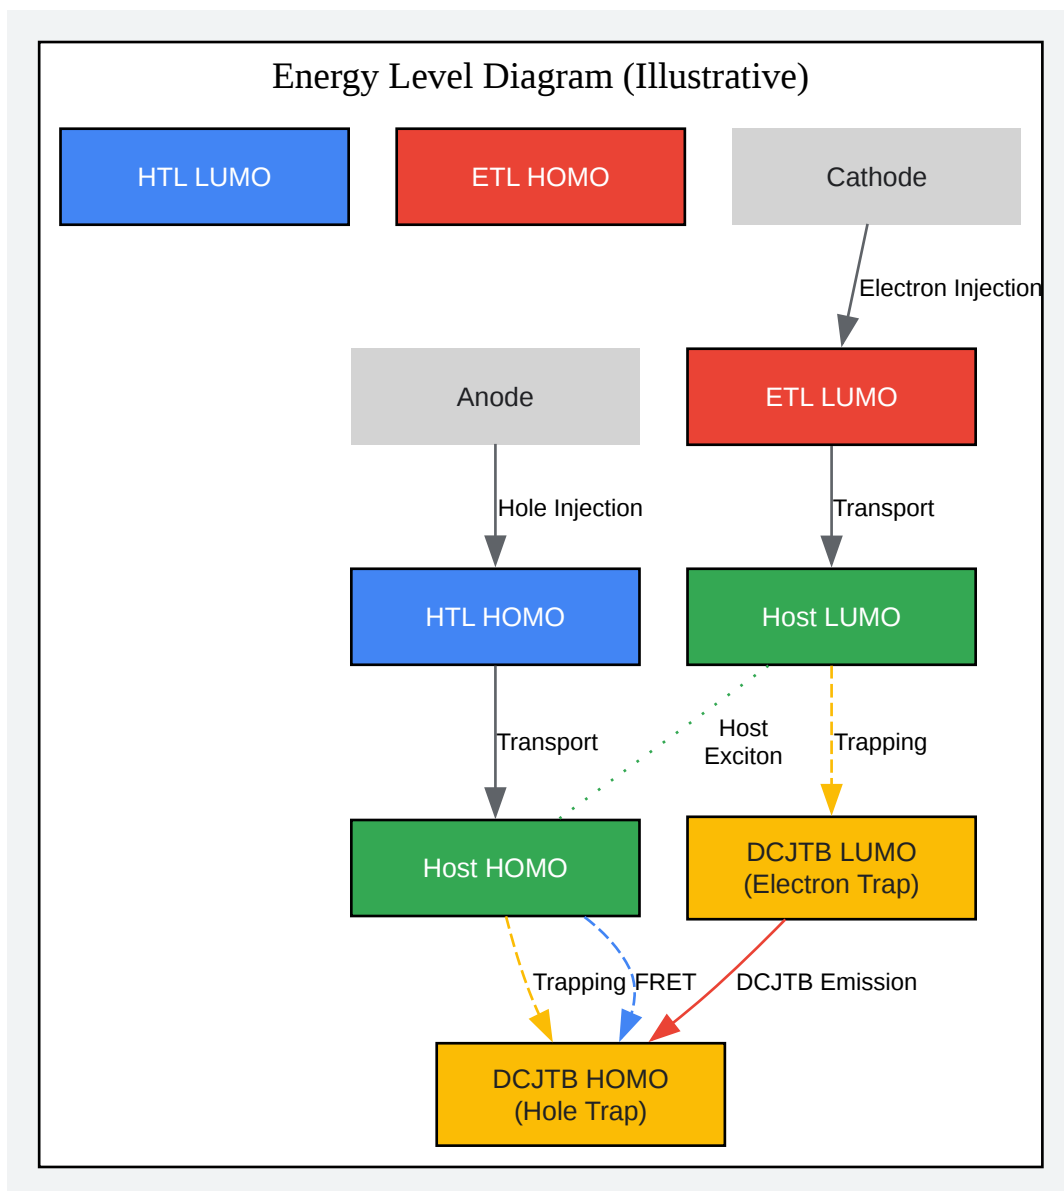 Energy Level Diagram (Illustrative)
HTL LUMO
ETL HOMO
Cathode
Electron Injection
Anode
ETL LUMO
Hole Injection
Transport
HTL HOMO
Host LUMO
Transport
Host
Exciton
Trapping
Host HOMO
DCJTB LUMO
(Electron Trap)
Trapping
FRET
DCJTB Emission
DCJTB HOMO
(Hole Trap)